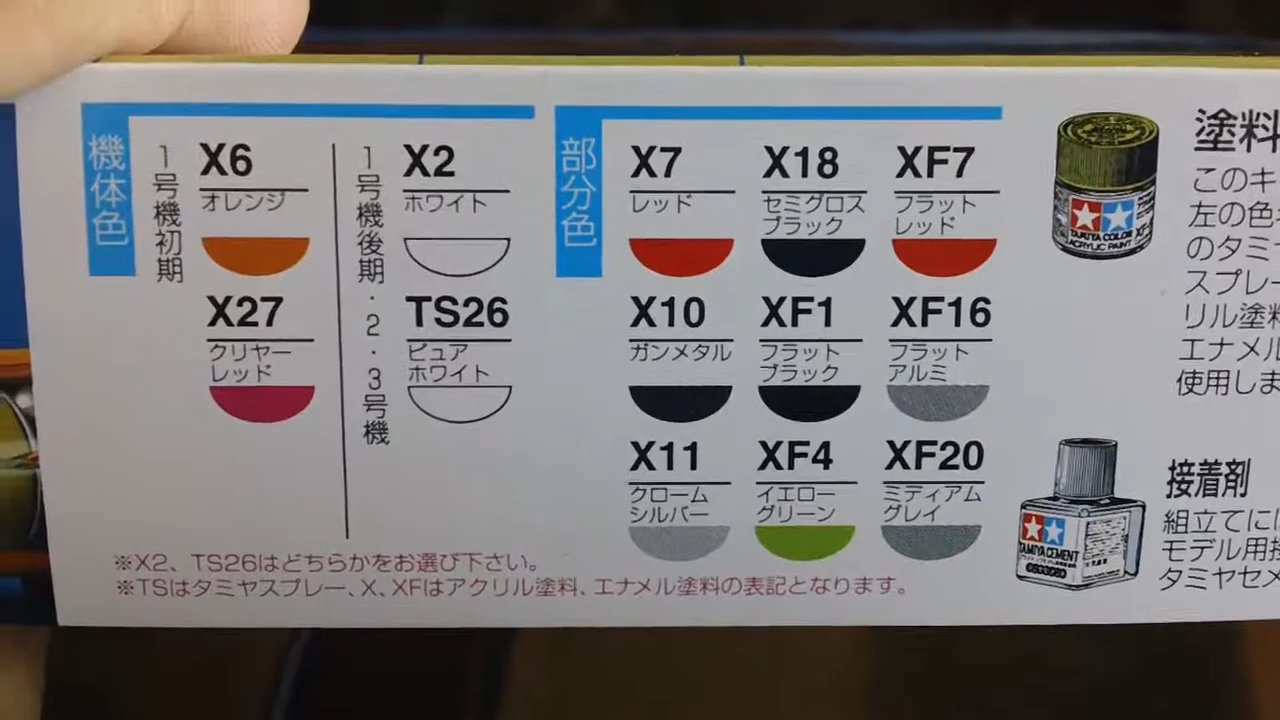 機体色
1号機初期
X6
オレンジ
X27
クリヤー
レッド
1号機後期・2・3号機
X2
ホワイト
TS26
ピュア
ホワイト
部分色
X7
レッド
X18
セミグロス
ブラック
XF7
フラット
レッド
X10
ガンメタル
XF1
フラット
ブラック
XF16
フラット
アルミ
X11
クローム
シルバー
XF4
イエロー
グリーン
XF20
ミディアム
グレイ
※X2、TS26はどちらかをお選び下さい。
※TSはタミヤスプレー、X、XFはアクリル塗料、エナメル塗料の表記となります。
TAMIYA COLOR
ACRYLIC PAINT
塗料
このキ
左の色
のタミ
スプレー
リル塗料
エナメル
使用しま
TAMIYA CEMENT
接着剤
組立てには
モデル用接
タミヤセメ